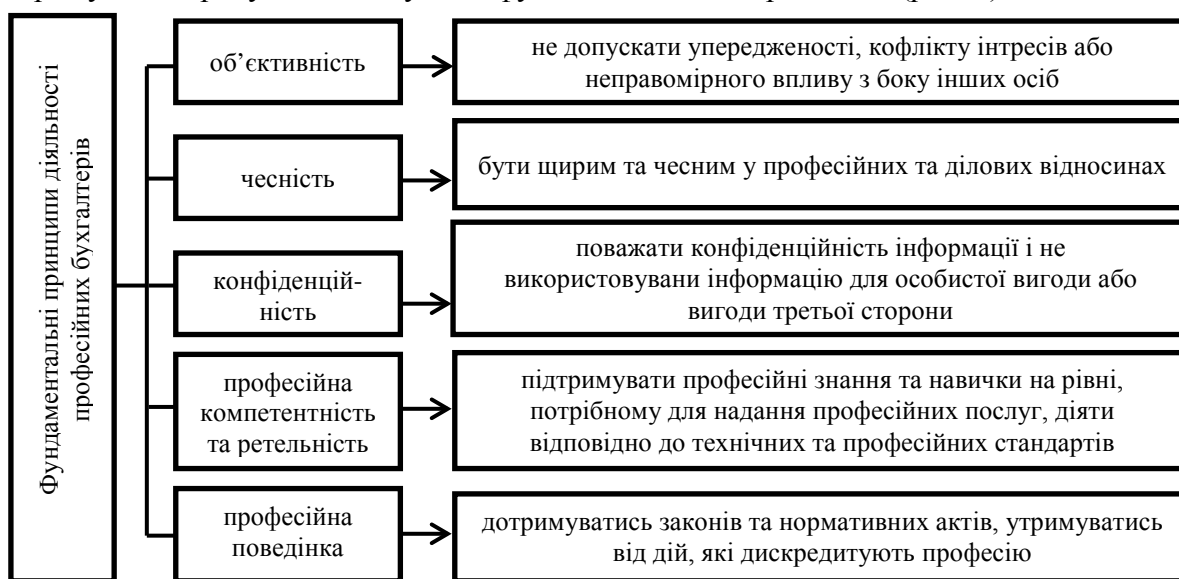 Фундаментальні принципи діяльності
професійних бухгалтерів
об’єктивність
не допускати упередженості, кофлікту інтресів або
неправомірного впливу з боку інших осіб
чесність
бути щирим та чесним у професійних та ділових відносинах
конфіденцій-
ність
поважати конфіденційність інформації і не
використовувани інформацію для особистої вигоди або
вигоди третьої сторони
професійна
компетентність
та ретельність
підтримувати професійні знання та навички на рівні,
потрібному для надання професійних послуг, діяти
відповідно до технічних та професійних стандартів
професійна
поведінка
дотримуватись законів та нормативних актів, утримуватись
від дій, які дискредитують професію